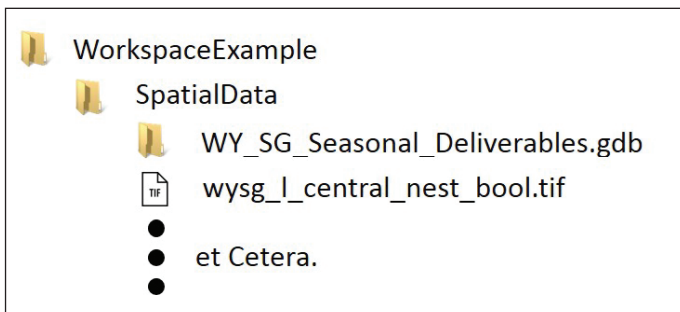 WorkspaceExample
SpatialData
WY_SG_Seasonal_Deliverables.gdb
TIF wysg_l_central_nest_bool.tif
et Cetera.